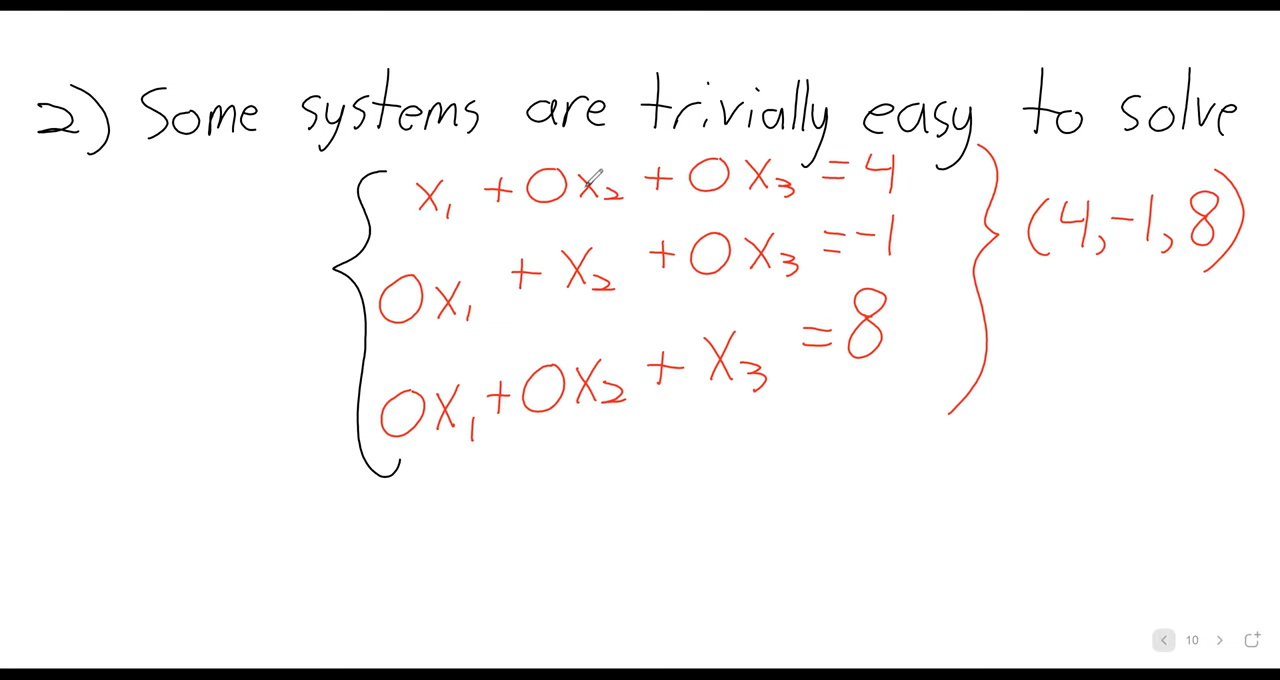 2) Some systems are trivially easy to solve
x₁ + 0x₂ + 0x₃ = 4
0x₁ + x₂ + 0x₃ = -1
(4, -1, 8)
0x₁ + 0x₂ + x₃ = 8
10